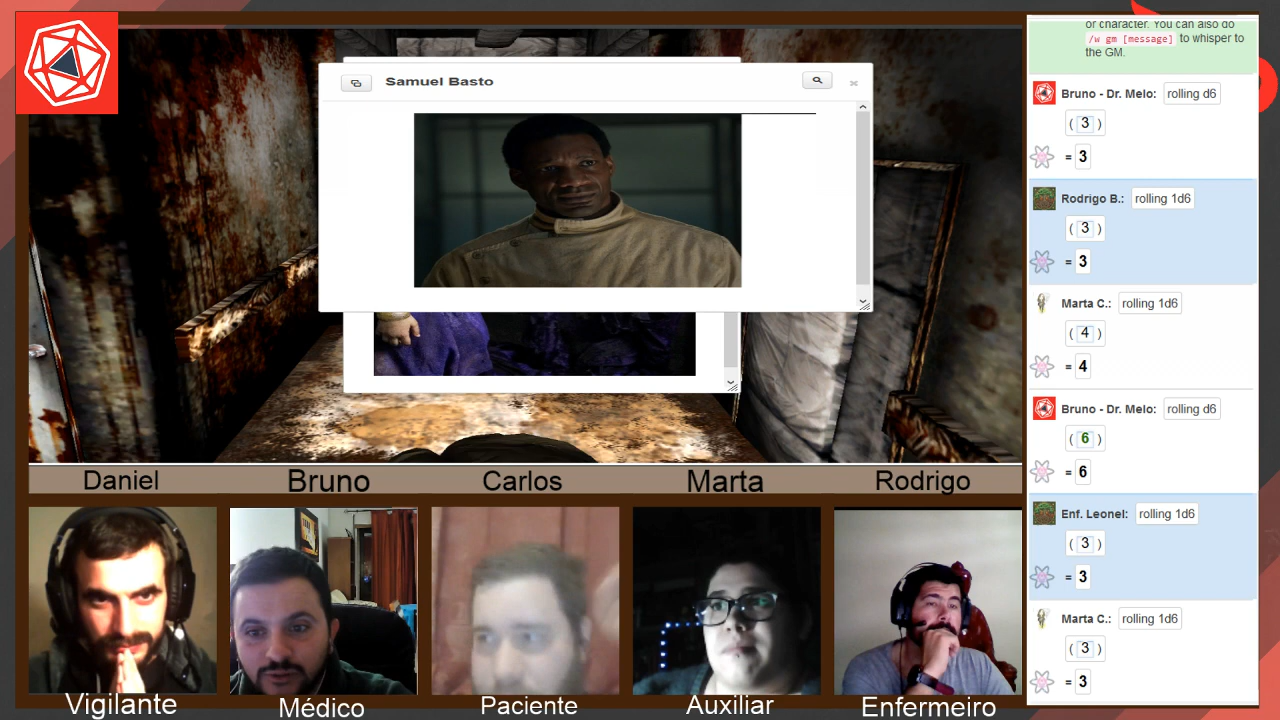 Samuel Basto
Daniel
Bruno
Carlos
Marta
Rodrigo
Vigilante
Médico
Paciente
Auxiliar
Enfermeiro
or character. You can also do
/w gm [message] to whisper to
the GM.
Bruno - Dr. Melo: rolling d6
( 3 )
= 3
Rodrigo B.: rolling 1d6
( 3 )
= 3
Marta C.: rolling 1d6
( 4 )
= 4
Bruno - Dr. Melo: rolling d6
( 6 )
= 6
Enf. Leonel: rolling 1d6
( 3 )
= 3
Marta C.: rolling 1d6
( 3 )
= 3